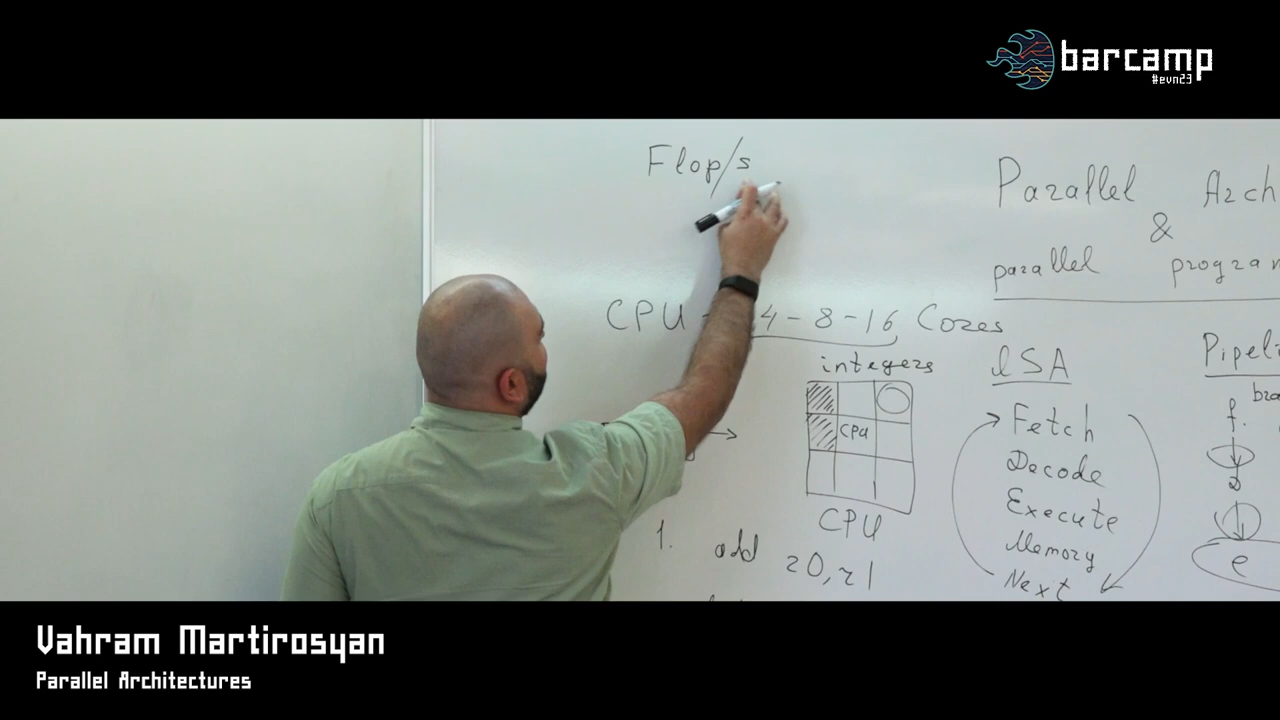 barcamp
#evn23
Flop/s
Parallel Arch
&
parallel program
CPU 4-8-16 Cores
integers
CPU
CPU
1. add r0, r1
ISA
Fetch
Decode
Execute
Memory
Next
Pipeli
bra
f.
D
e
Vahram Martirosyan
Parallel Architectures